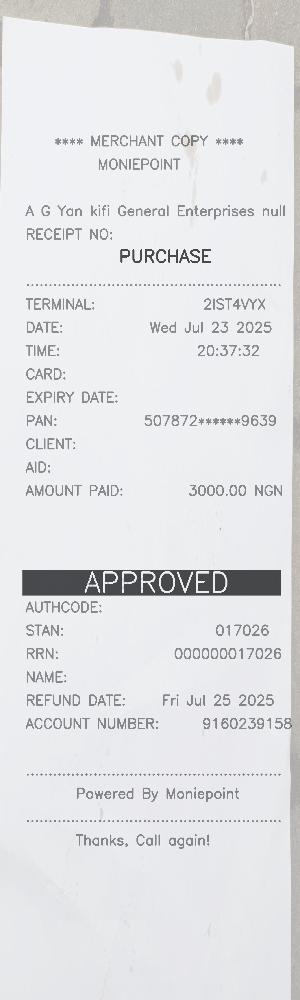 **** MERCHANT COPY ****
MONIEPOINT
A G Yan kifi General Enterprises null
RECEIPT NO:
PURCHASE
TERMINAL: 2IST4VYX
DATE: Wed Jul 23 2025
TIME: 20:37:32
CARD:
EXPIRY DATE:
PAN: 507872******9639
CLIENT:
AID:
AMOUNT PAID: 3000.00 NGN
APPROVED
AUTHCODE:
STAN: 017026
RRN: 000000017026
NAME:
REFUND DATE: Fri Jul 25 2025
ACCOUNT NUMBER: 9160239158
Powered By Moniepoint
Thanks, Call again!